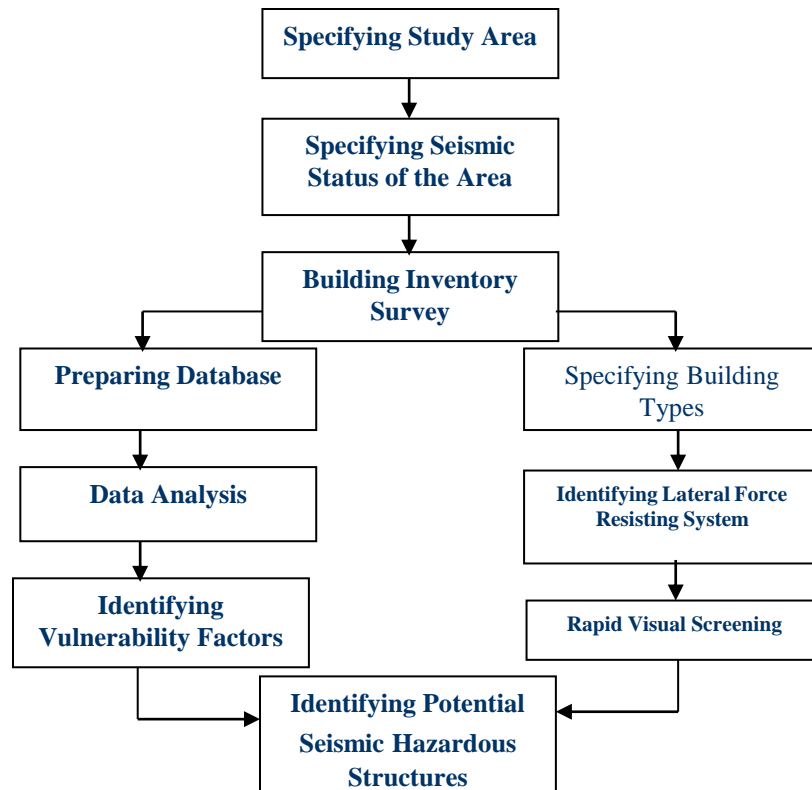 Specifying Study Area
Specifying Seismic
Status of the Area
Building Inventory
Survey
Preparing Database
Specifying Building
Types
Data Analysis
Identifying Lateral Force
Resisting System
Identifying
Vulnerability Factors
Rapid Visual Screening
Identifying Potential
Seismic Hazardous
Structures